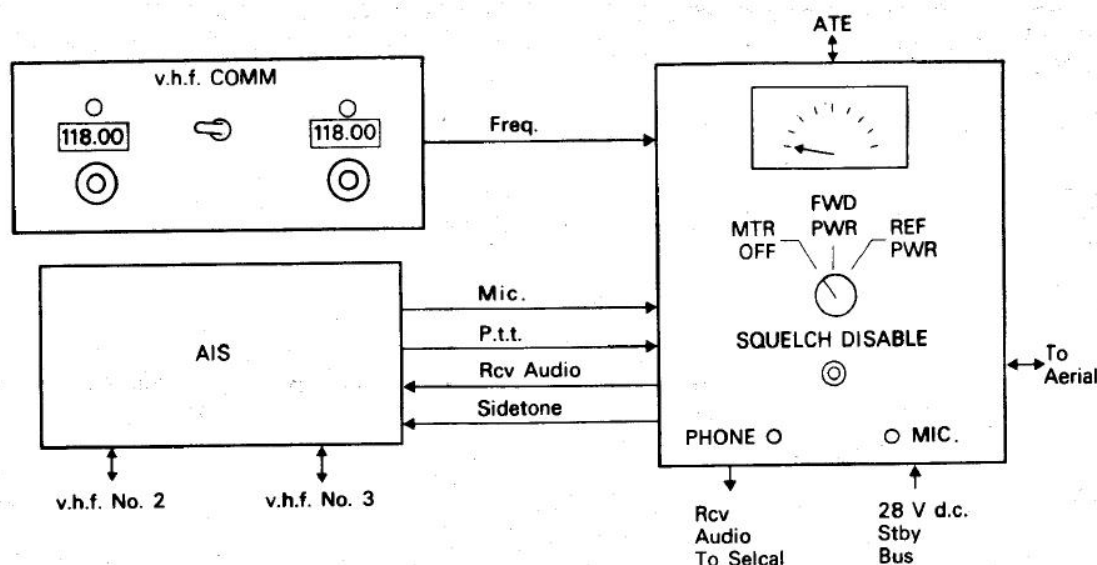 ATE
v.h.f. COMM
118.00
118.00
Freq.
FWD
PWR
MTR
OFF
REF
PWR
SQUELCH DISABLE
PHONE
MIC.
To
Aerial
AIS
Mic.
P.t.t.
Rcv Audio
Sidetone
v.h.f. No. 2
v.h.f. No. 3
Rcv
Audio
To Selcal
28 V d.c.
Stby
Bus